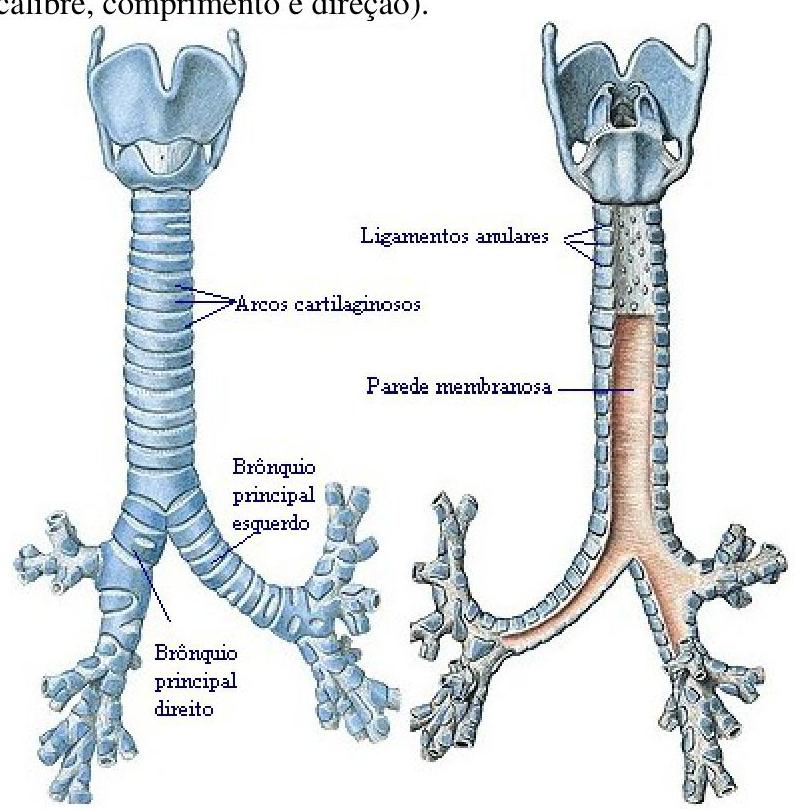 calibre, comprimento e direção).
Ligamentos anulares
Arcos cartilaginosos
Parede membranosa
Brônquio
principal
esquerdo
Brônquio
principal
direito